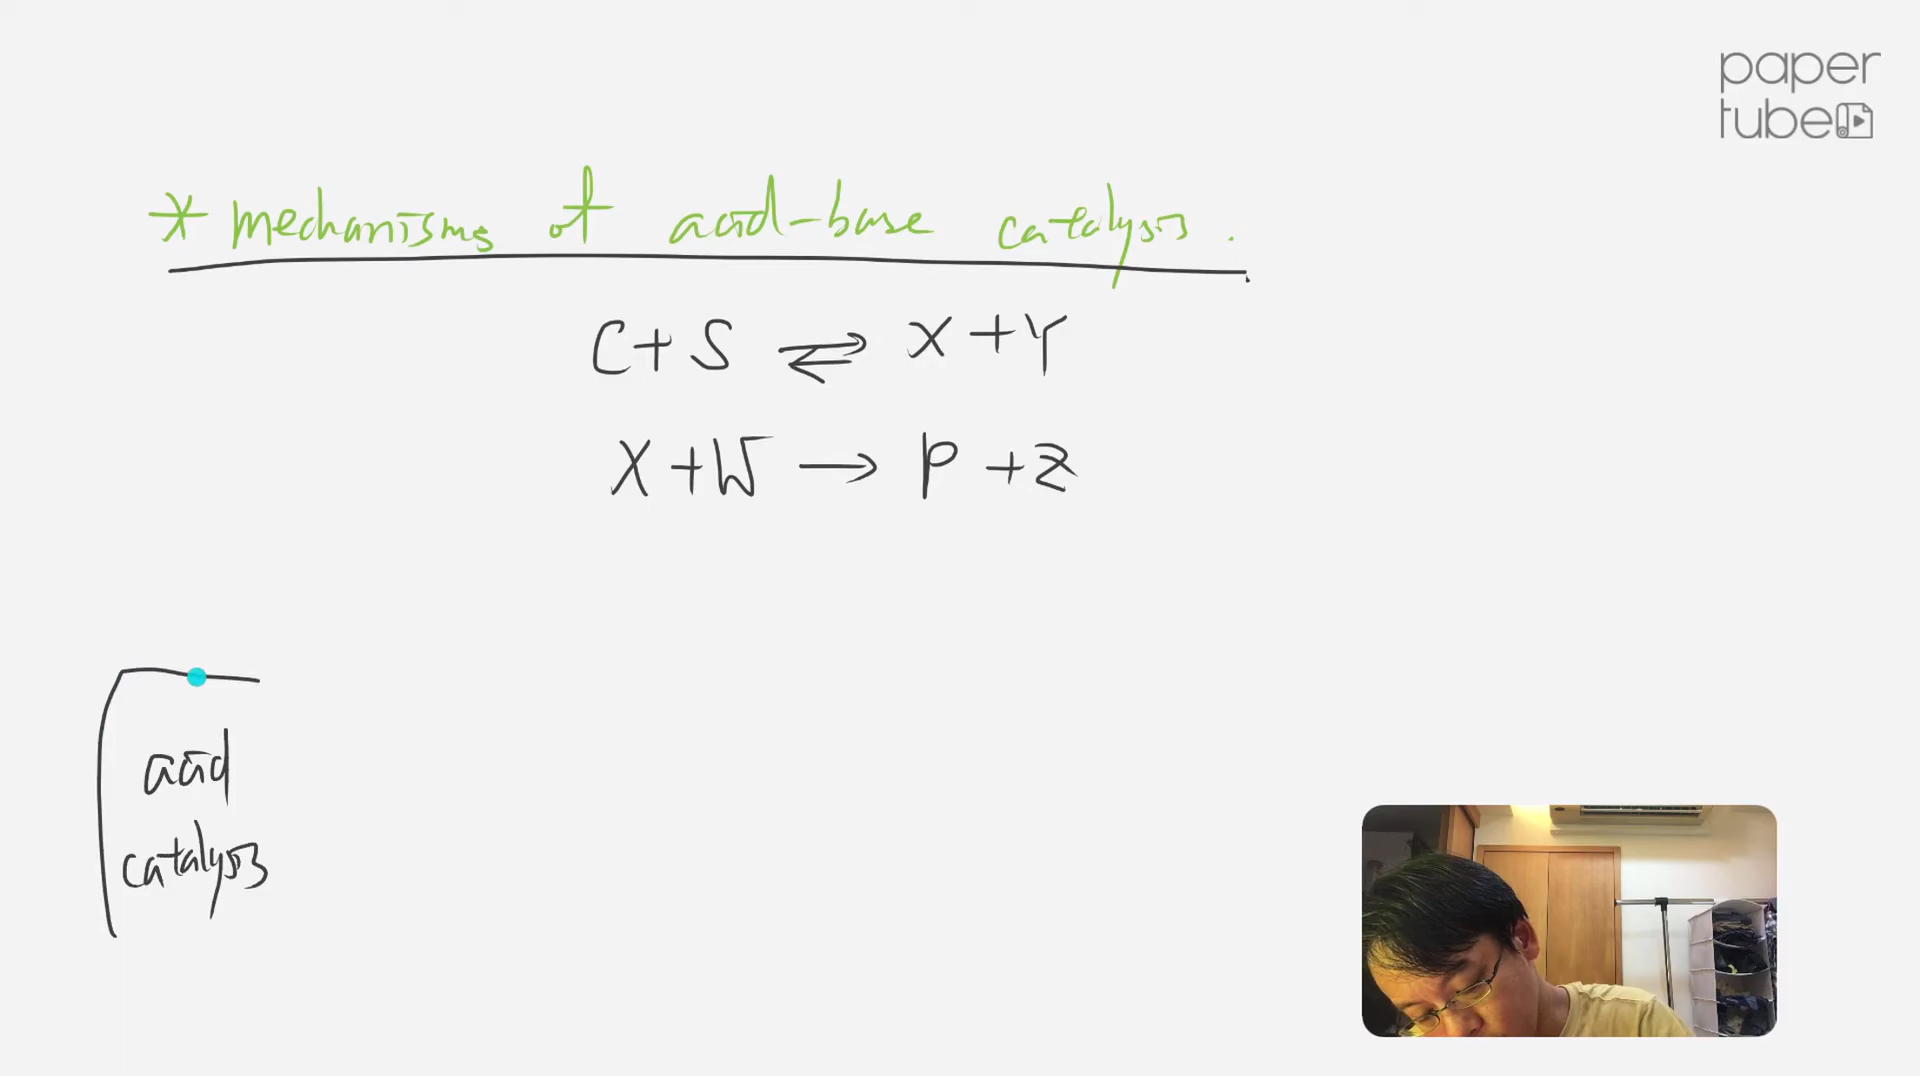 paper
tube
* mechanisms of acid-base catalysis.
C + S ⇌ X + Y
X + W → P + Z
acid
catalysis